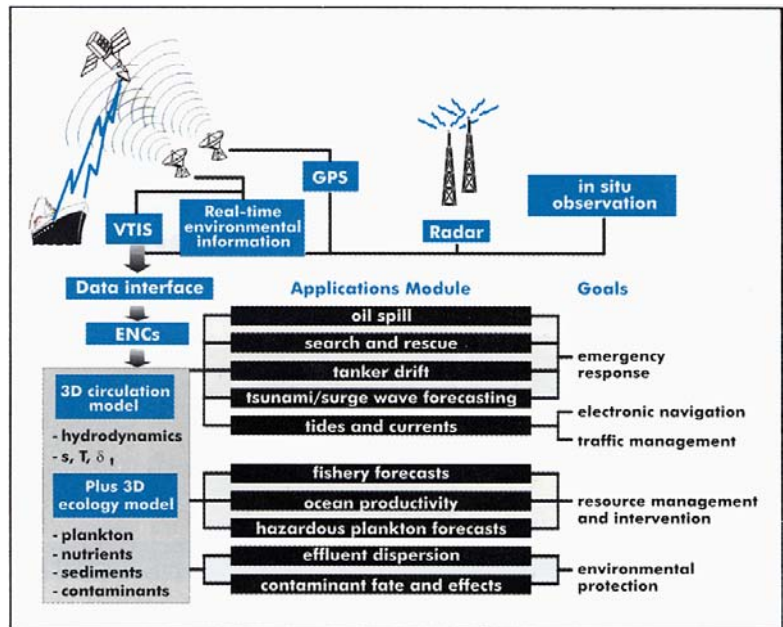 GPS
in situ
observation
VTIS
Real-time
environmental
information
Radar
Data interface
Applications Module
Goals
ENCs
oil spill
search and rescue
emergency
response
tanker drift
3D circulation
model
tsunami/surge wave forecasting
electronic navigation
- hydrodynamics
tides and currents
traffic management
- s, T, δ t
fishery forecasts
Plus 3D
ecology model
ocean productivity
resource management
and intervention
- plankton
hazardous plankton forecasts
- nutrients
effluent dispersion
- sediments
environmental
protection
- contaminants
contaminant fate and effects